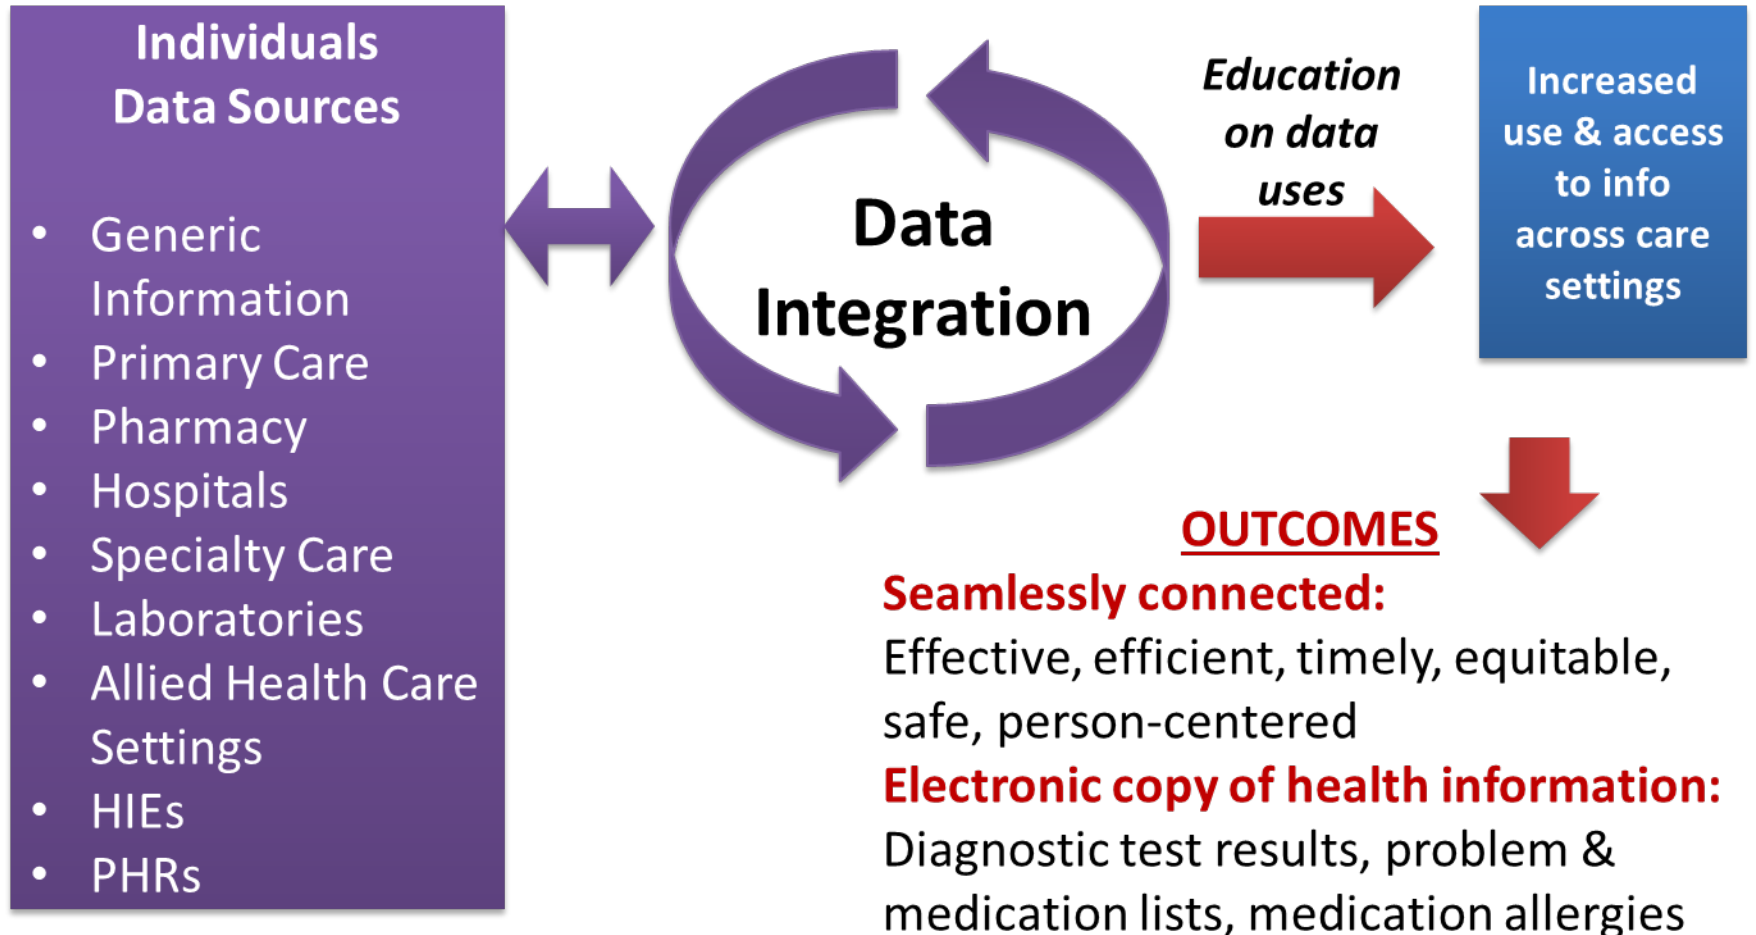 Individuals
Data Sources
• Generic
Information
• Primary Care
• Pharmacy
• Hospitals
• Specialty Care
• Laboratories
• Allied Health Care
Settings
• HIEs
• PHRs
Data
Integration
Education
on data
uses
Increased
use & access
to info
across care
settings
OUTCOMES
Seamlessly connected:
Effective, efficient, timely, equitable,
safe, person-centered
Electronic copy of health information:
Diagnostic test results, problem &
medication lists, medication allergies